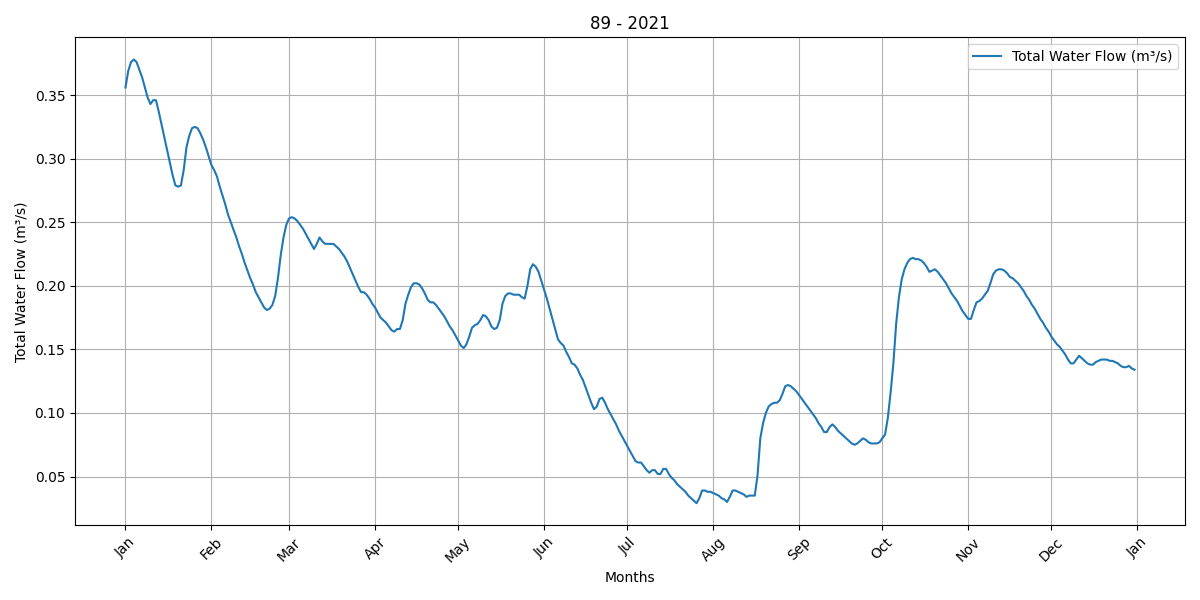 89 - 2021
Total Water Flow (m³/s)
Total Water Flow (m³/s)
0.35
0.30
0.25
0.20
0.15
0.10
0.05
Jan
Feb
Mar
Apr
May
Jun
Jul
Aug
Sep
Oct
Nov
Dec
Jan
Months